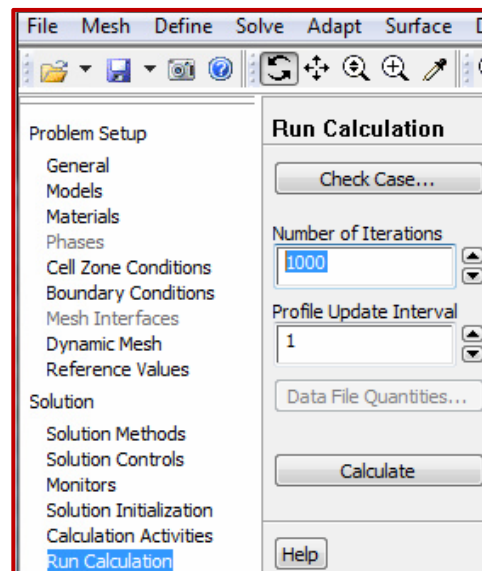 File Mesh Define Solve Adapt Surface D
Problem Setup
General
Models
Materials
Phases
Cell Zone Conditions
Boundary Conditions
Mesh Interfaces
Dynamic Mesh
Reference Values
Solution
Solution Methods
Solution Controls
Monitors
Solution Initialization
Calculation Activities
Run Calculation
Run Calculation
Check Case...
Number of Iterations
1000
Profile Update Interval
1
Data File Quantities...
Calculate
Help